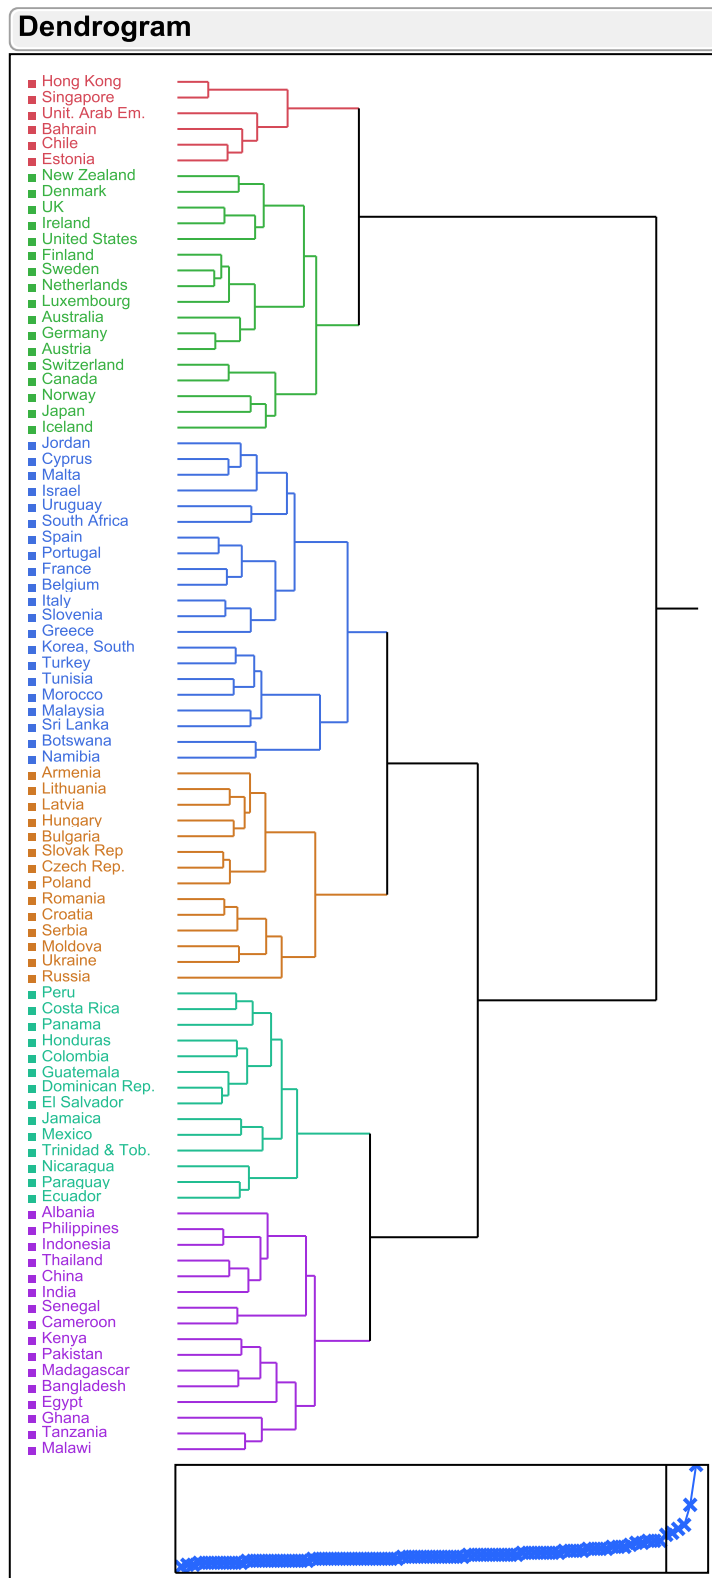 Dendrogram
Hong Kong
Singapore
Unit. Arab Em.
Bahrain
Chile
Estonia
New Zealand
Denmark
UK
Ireland
United States
Finland
Sweden
Netherlands
Luxembourg
Australia
Germany
Austria
Switzerland
Canada
Norway
Japan
Iceland
Jordan
Cyprus
Malta
Israel
Uruguay
South Africa
Spain
Portugal
France
Belgium
Italy
Slovenia
Greece
Korea, South
Turkey
Tunisia
Morocco
Malaysia
Sri Lanka
Botswana
Namibia
Armenia
Lithuania
Latvia
Hungary
Bulgaria
Slovak Rep
Czech Rep.
Poland
Romania
Croatia
Serbia
Moldova
Ukraine
Russia
Peru
Costa Rica
Panama
Honduras
Colombia
Guatemala
Dominican Rep.
El Salvador
Jamaica
Mexico
Trinidad & Tob.
Nicaragua
Paraguay
Ecuador
Albania
Philippines
Indonesia
Thailand
China
India
Senegal
Cameroon
Kenya
Pakistan
Madagascar
Bangladesh
Egypt
Ghana
Tanzania
Malawi